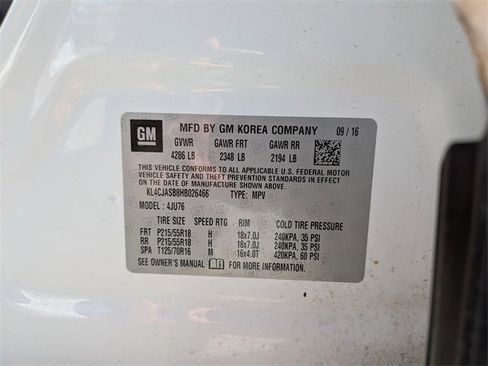 GM MFD BY GM KOREA COMPANY 09/16
GVWR GAWR FRT GAWR RR
4286 LB 2348 LB 2194 LB
THIS VEHICLE CONFORMS TO ALL APPLICABLE U.S. FEDERAL MOTOR
VEHICLE SAFETY, BUMPER, AND THEFT PREVENTION STANDARDS IN EFFECT ON THE
DATE OF MANUFACTURE SHOWN ABOVE.
KL4CJASB8HB026466 TYPE: MPV
MODEL: 4JU76
TIRE SIZE SPEED RTG RIM COLD TIRE PRESSURE
FRT P215/55R18 H 18x7.0J 240KPA, 35 PSI
RR P215/55R18 H 18x7.0J 240KPA, 35 PSI
SPA T125/70R16 M 16x4.0T 420KPA, 60 PSI
SEE OWNER'S MANUAL FOR MORE INFORMATION.